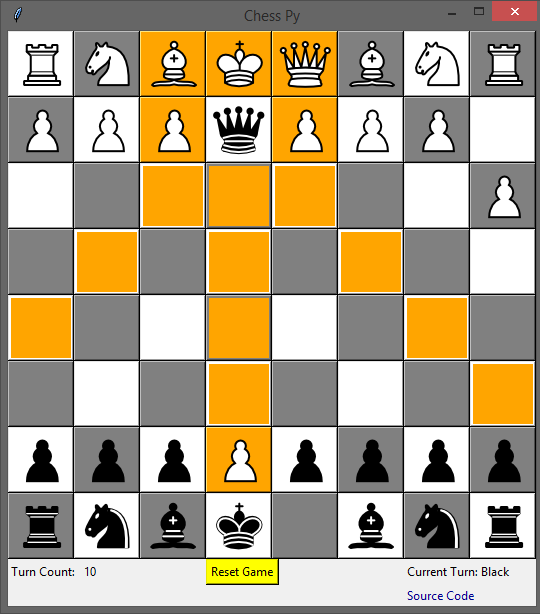 Chess Py
Turn Count: 10
Reset Game
Current Turn: Black
Source Code